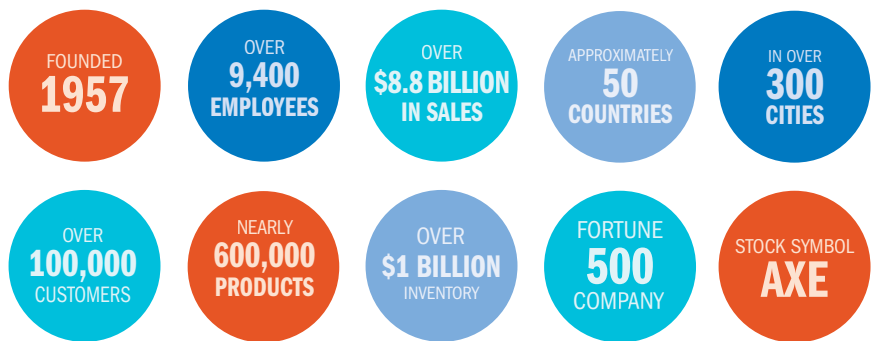 FOUNDED
1957
OVER
9,400
EMPLOYEES
OVER
$8.8 BILLION
IN SALES
APPROXIMATELY
50
COUNTRIES
IN OVER
300
CITIES
OVER
100,000
CUSTOMERS
NEARLY
600,000
PRODUCTS
OVER
$1 BILLION
INVENTORY
FORTUNE
500
COMPANY
STOCK SYMBOL
AXE